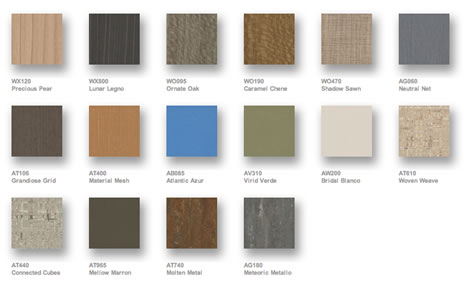 WX120
Precious Pear
WX800
Lunar Legno
WO095
Ornate Oak
WO190
Caramel Chene
WO470
Shadow Sawn
AG060
Neutral Net
AT106
Grandiose Grid
AT400
Material Mesh
AB085
Atlantic Azur
AV310
Virid Verde
AW200
Bridal Bianco
AT610
Woven Weave
AT440
Connected Cubes
AT965
Mellow Marron
AT740
Molten Metal
AG180
Meteoric Metallo